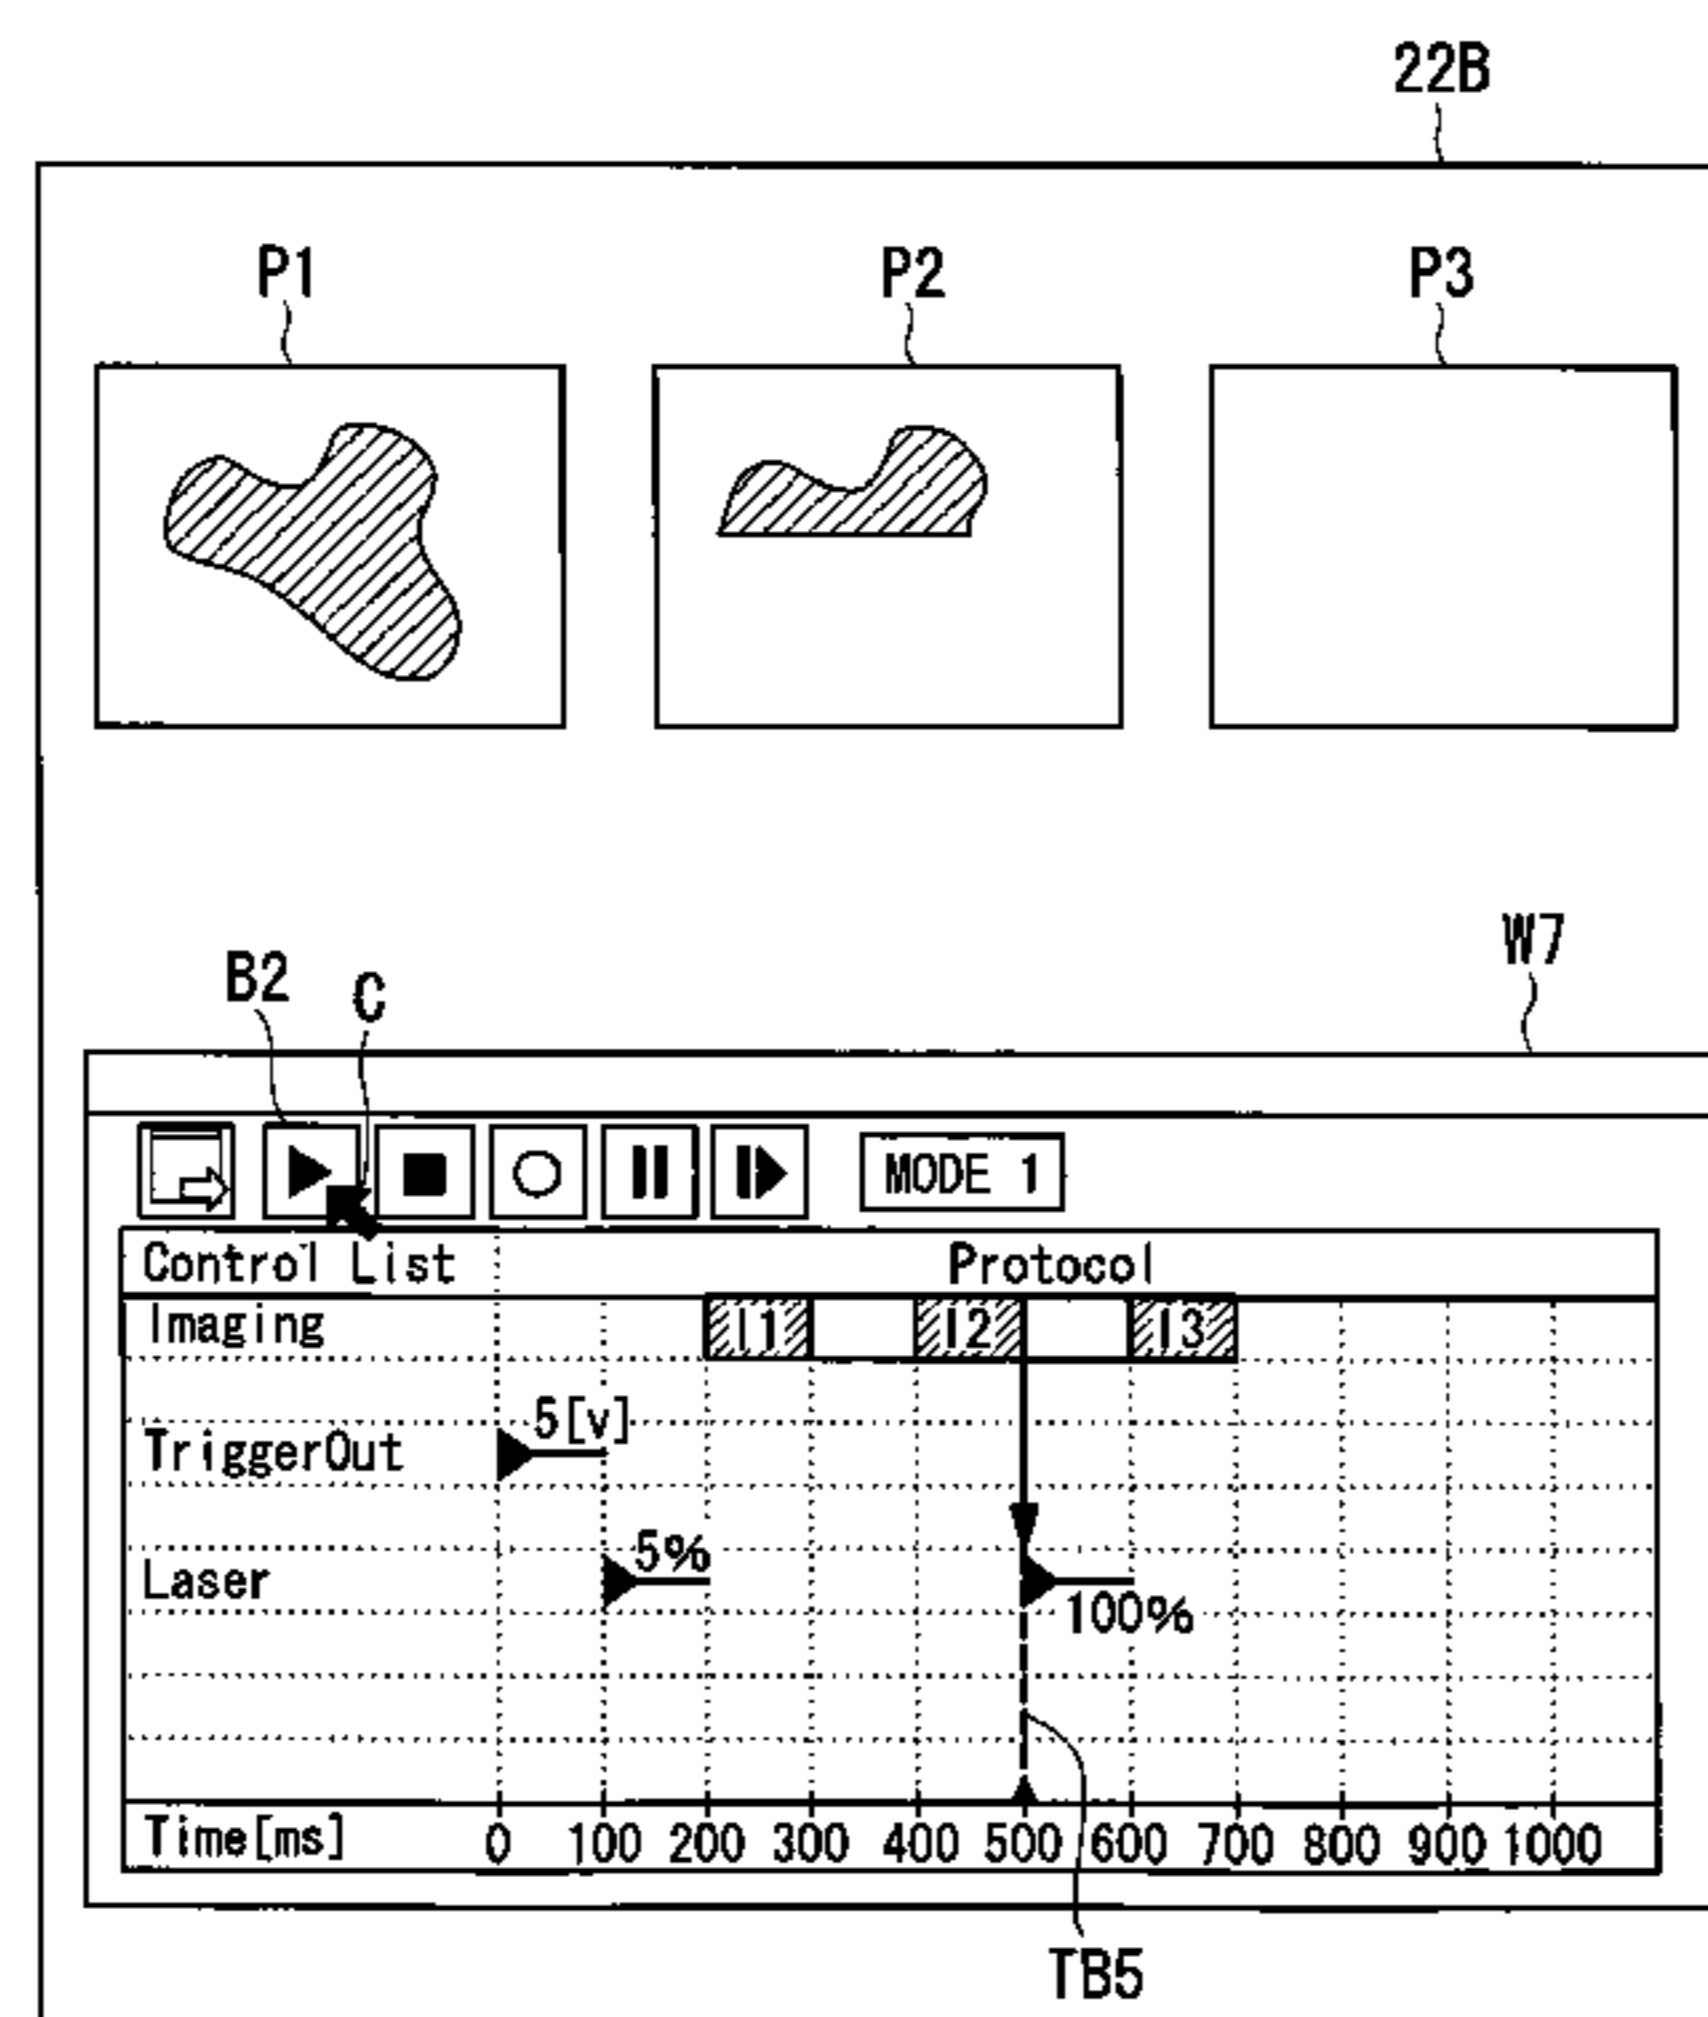 22B
P1 P2 P3
W7
B2 C
MODE 1
Control List Protocol
Imaging I1 I2 I3
TriggerOut 5[v]
Laser 5% 100%
Time[ms] 0 100 200 300 400 500 600 700 800 900 1000
TB5